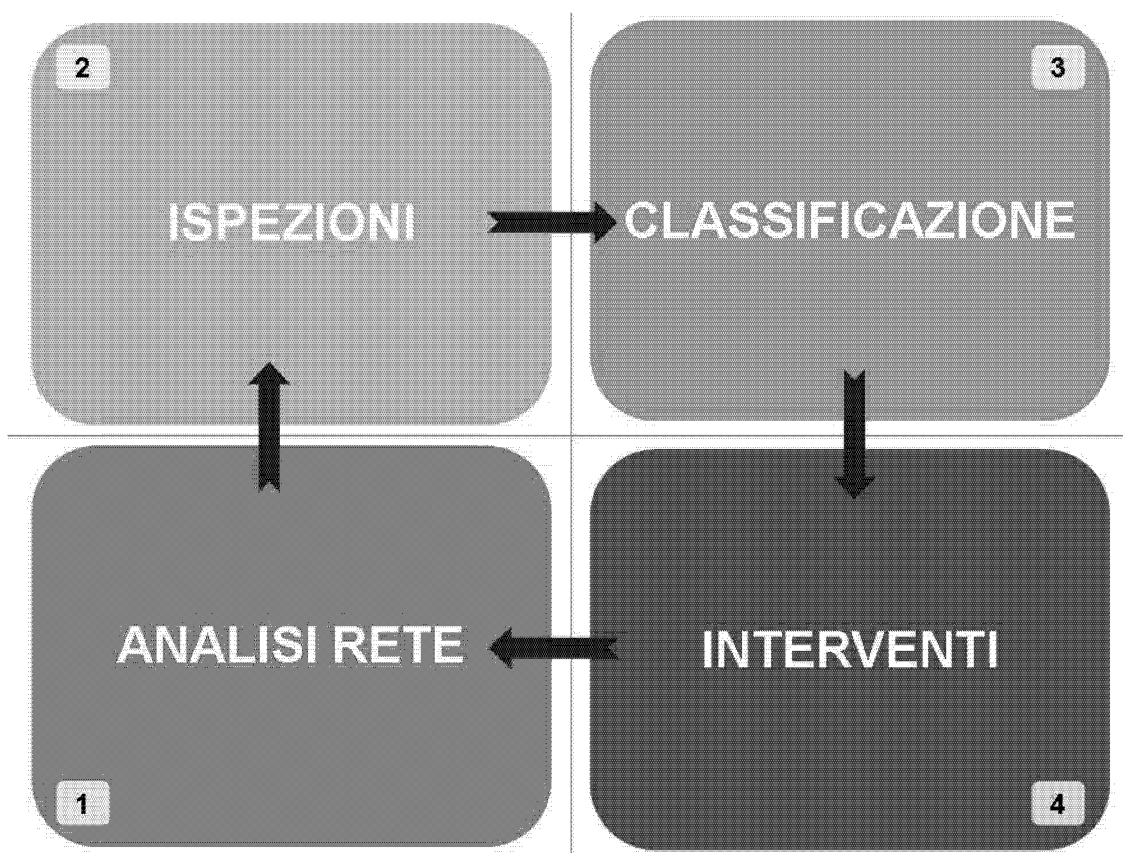 2
3
ISPEZIONI
CLASSIFICAZIONE
ANALISI RETE
INTERVENTI
1
4